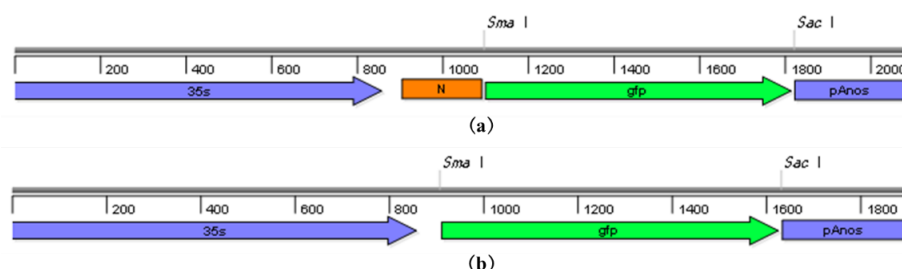 Sma I Sac I
200 400 600 800 1000 1200 1400 1600 1800 2000
35s N gfp pAnos
(a)
Sma I Sac I
200 400 600 800 1000 1200 1400 1600 1800
35s gfp pAnos
(b)